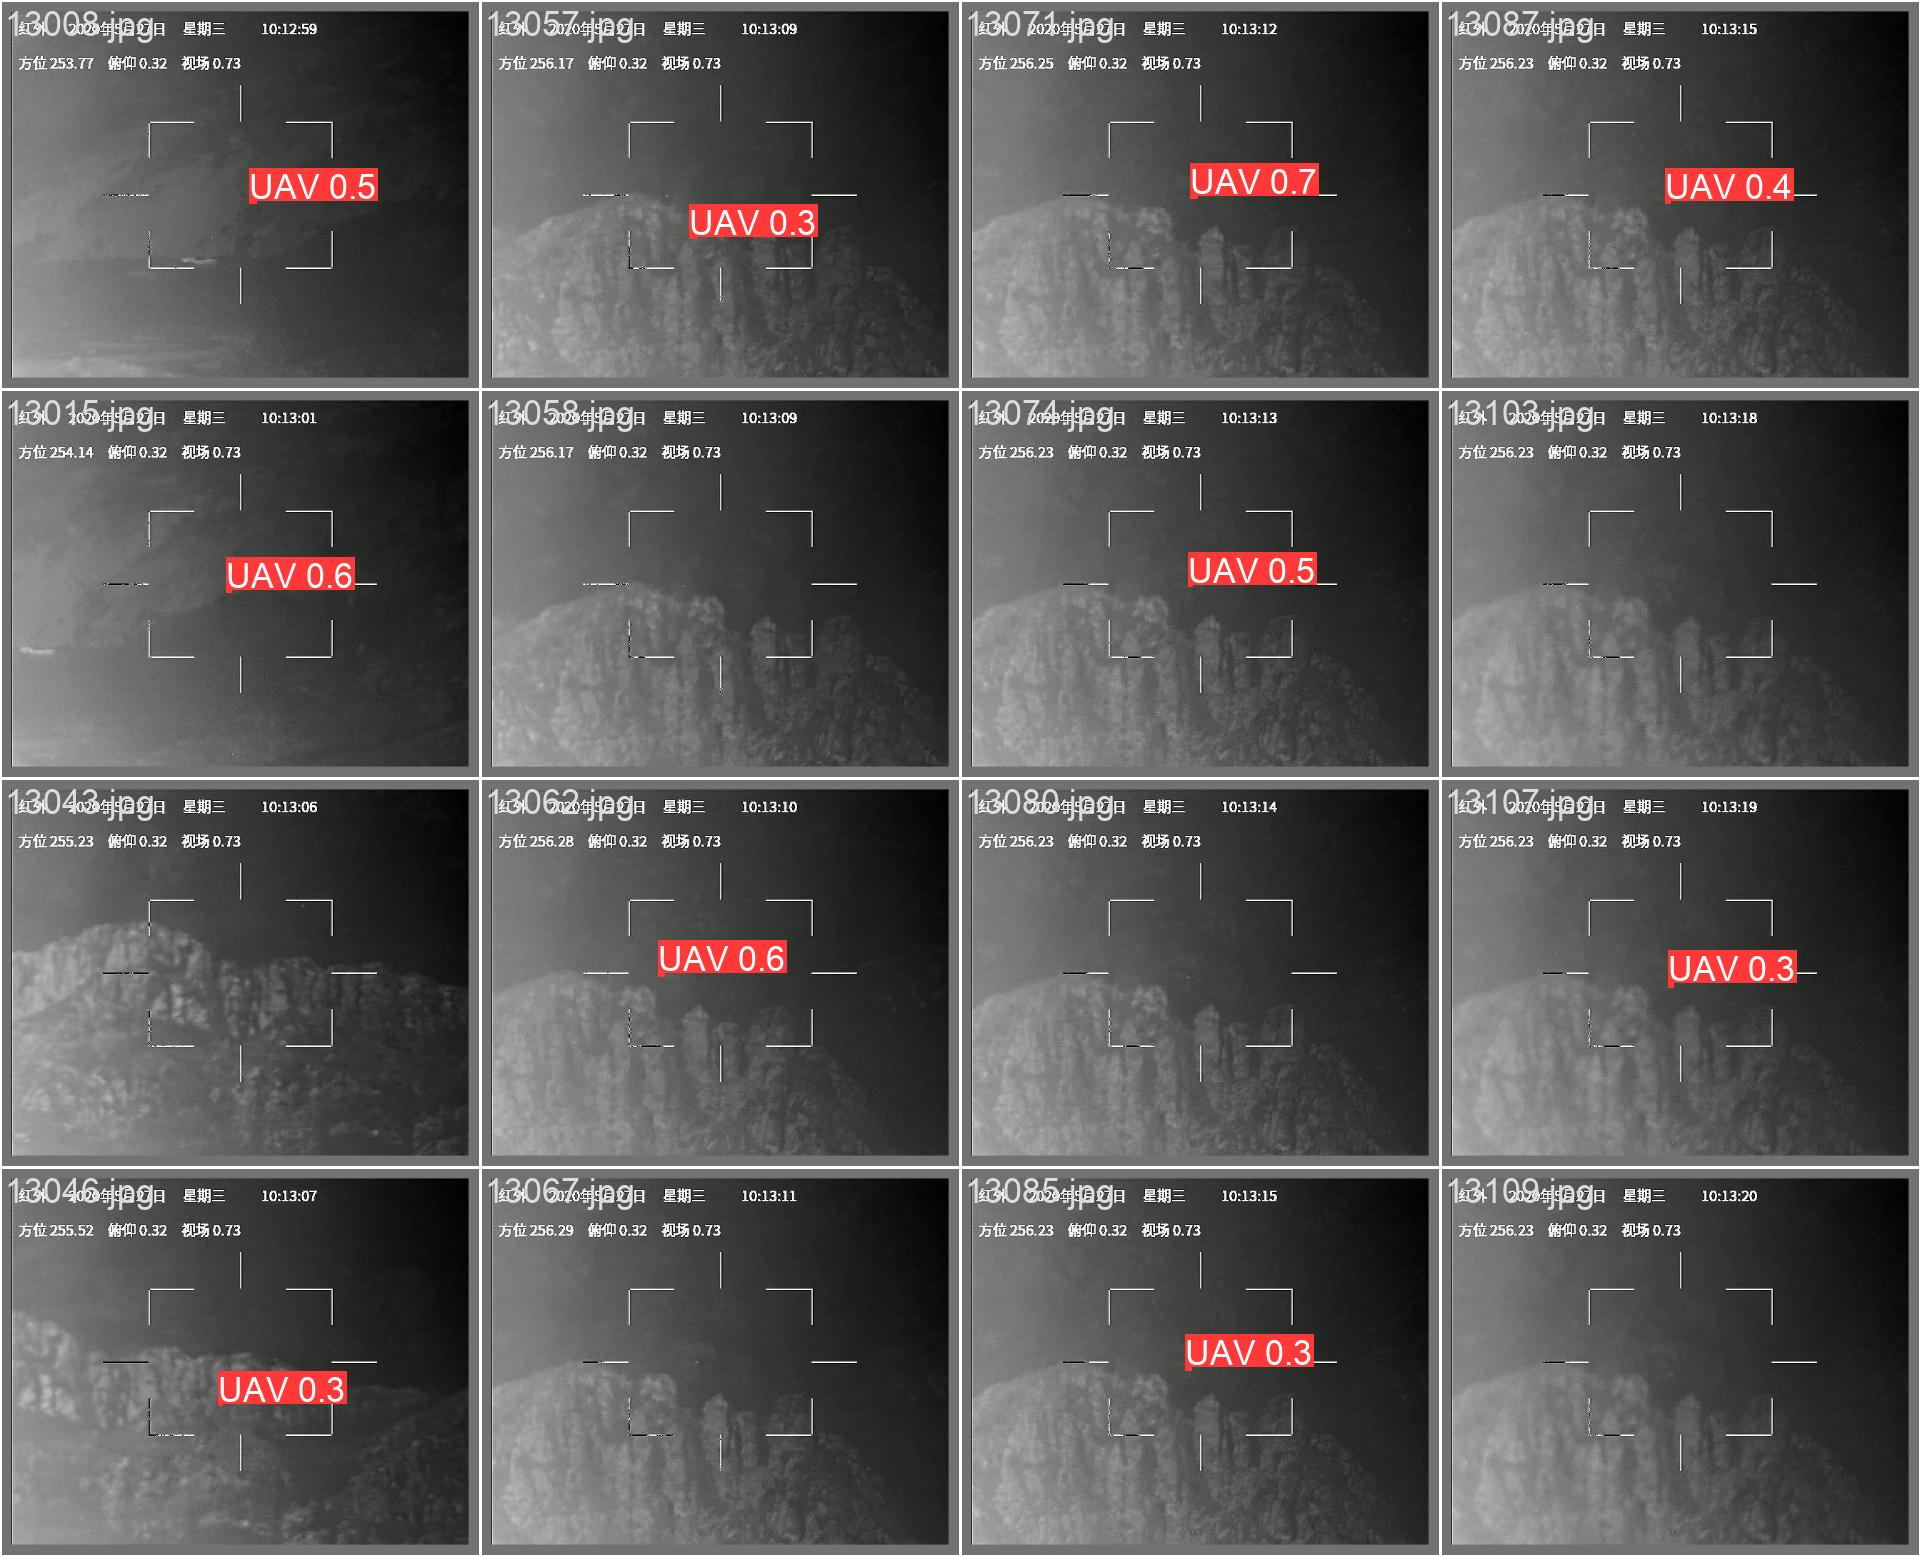 13008.jpg
红外 2020年5月27日 星期三 10:12:59
方位 253.77 俯仰 0.32 视场 0.73
UAV 0.5
13057.jpg
红外 2020年5月27日 星期三 10:13:09
方位 256.17 俯仰 0.32 视场 0.73
UAV 0.3
13071.jpg
红外 2020年5月27日 星期三 10:13:12
方位 256.25 俯仰 0.32 视场 0.73
UAV 0.7
13087.jpg
红外 2020年5月27日 星期三 10:13:15
方位 256.23 俯仰 0.32 视场 0.73
UAV 0.4
13015.jpg
红外 2020年5月27日 星期三 10:13:01
方位 254.14 俯仰 0.32 视场 0.73
UAV 0.6
13058.jpg
红外 2020年5月27日 星期三 10:13:09
方位 256.17 俯仰 0.32 视场 0.73
13074.jpg
红外 2020年5月27日 星期三 10:13:13
方位 256.23 俯仰 0.32 视场 0.73
UAV 0.5
13103.jpg
红外 2020年5月27日 星期三 10:13:18
方位 256.23 俯仰 0.32 视场 0.73
13043.jpg
红外 2020年5月27日 星期三 10:13:06
方位 255.23 俯仰 0.32 视场 0.73
13062.jpg
红外 2020年5月27日 星期三 10:13:10
方位 256.28 俯仰 0.32 视场 0.73
UAV 0.6
13080.jpg
红外 2020年5月27日 星期三 10:13:14
方位 256.23 俯仰 0.32 视场 0.73
13107.jpg
红外 2020年5月27日 星期三 10:13:19
方位 256.23 俯仰 0.32 视场 0.73
UAV 0.3
13046.jpg
红外 2020年5月27日 星期三 10:13:07
方位 255.52 俯仰 0.32 视场 0.73
UAV 0.3
13067.jpg
红外 2020年5月27日 星期三 10:13:11
方位 256.29 俯仰 0.32 视场 0.73
13085.jpg
红外 2020年5月27日 星期三 10:13:15
方位 256.23 俯仰 0.32 视场 0.73
UAV 0.3
13109.jpg
红外 2020年5月27日 星期三 10:13:20
方位 256.23 俯仰 0.32 视场 0.73